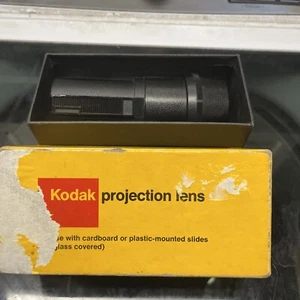 Kodak projection lens
with cardboard or plastic-mounted slides
glass covered)